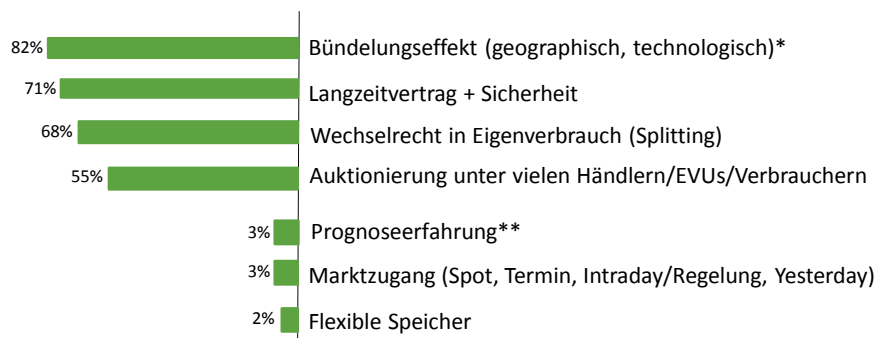 82% Bündelungseffekt (geographisch, technologisch)*
71% Langzeitvertrag + Sicherheit
68% Wechselrecht in Eigenverbrauch (Splitting)
55% Auktionierung unter vielen Händlern/EVUs/Verbrauchern
3% Prognoseerfahrung**
3% Marktzugang (Spot, Termin, Intraday/Regelung, Yesterday)
2% Flexible Speicher